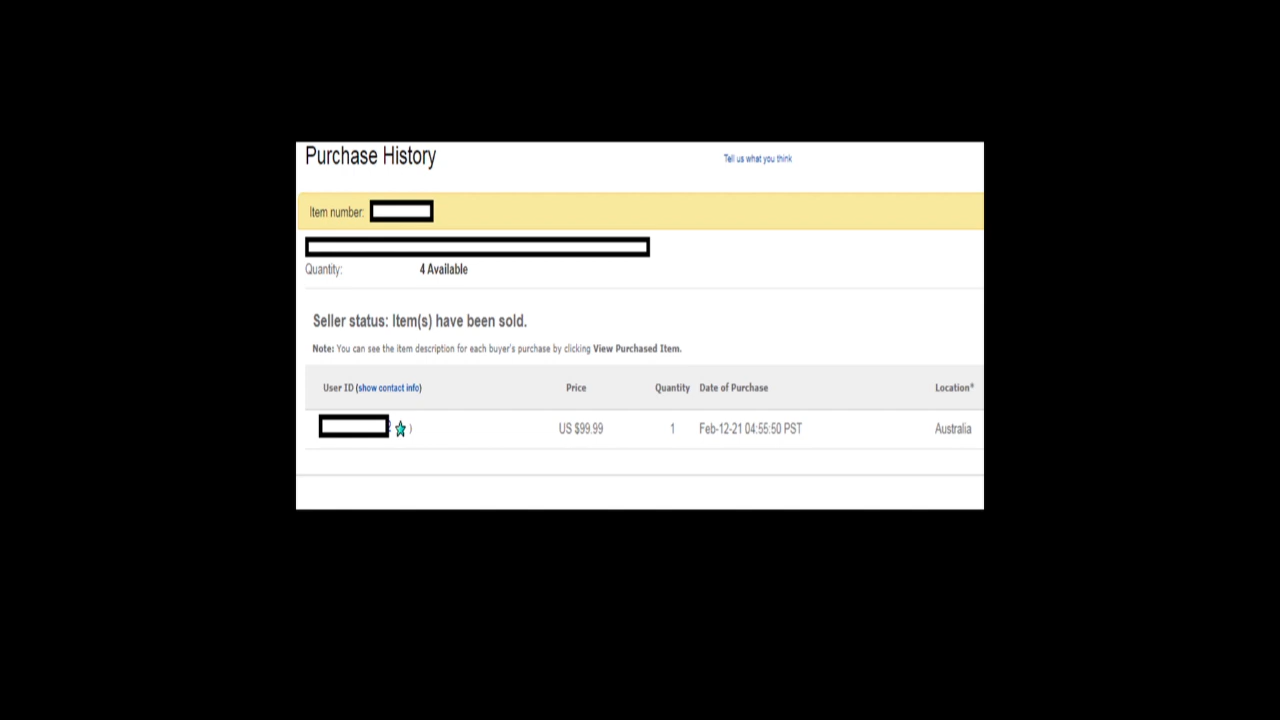 Purchase History
Tell us what you think
Item number:
Quantity: 4 Available
Seller status: Item(s) have been sold.
Note: You can see the item description for each buyer's purchase by clicking View Purchased Item.
User ID (show contact info) Price Quantity Date of Purchase Location*
) US $99.99 1 Feb-12-21 04:55:50 PST Australia